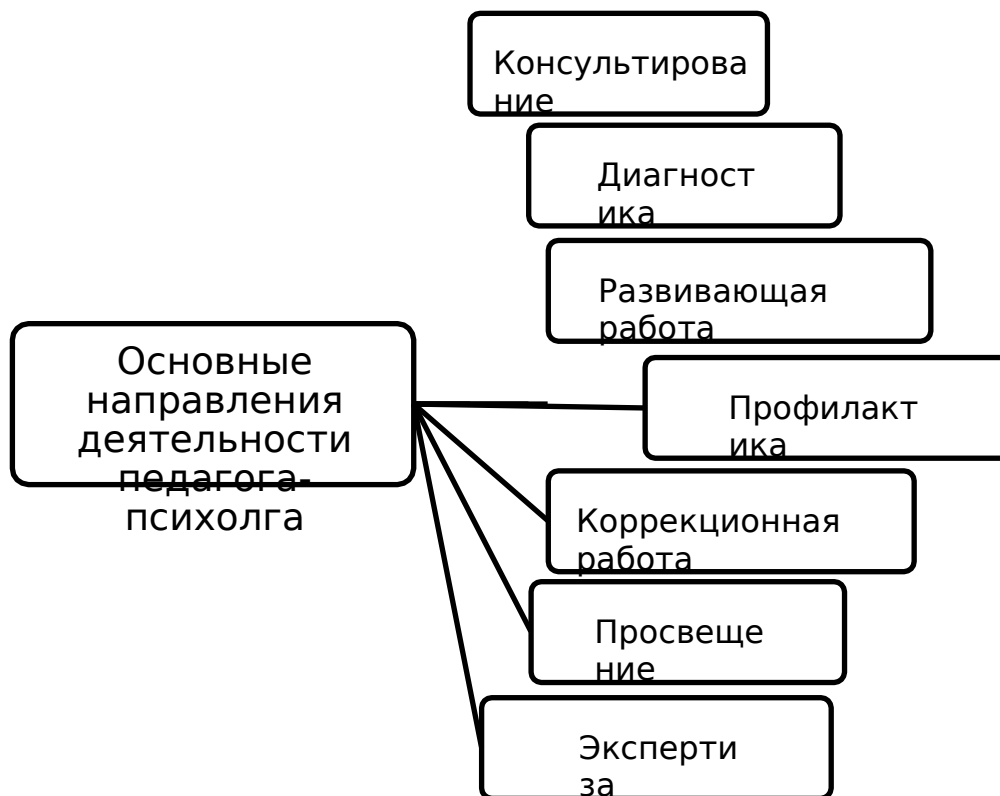 Консультирова
ние
Диагност
ика
Развивающая
работа
Основные
направления
деятельности
педагога-
психолга
Профилакт
ика
Коррекционная
работа
Просвеще
ние
Эксперти
за